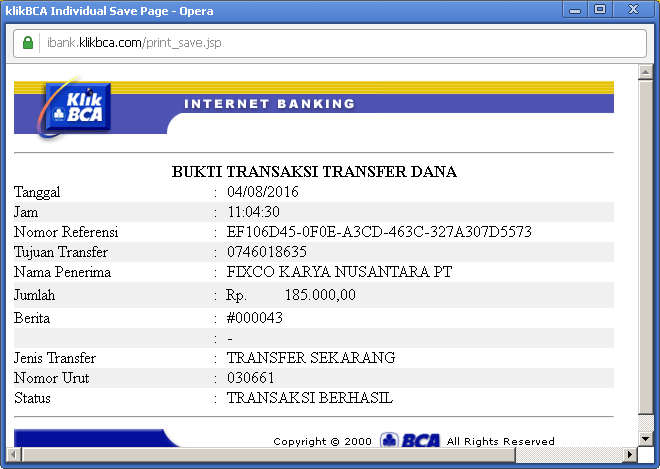 klikBCA Individual Save Page - Opera
ibank.klikbca.com/print_save.jsp
Klik BCA
INTERNET BANKING
BUKTI TRANSAKSI TRANSFER DANA
Tanggal : 04/08/2016
Jam : 11:04:30
Nomor Referensi : EF106D45-0F0E-A3CD-463C-327A307D5573
Tujuan Transfer : 0746018635
Nama Penerima : FIXCO KARYA NUSANTARA PT
Jumlah : Rp. 185.000,00
Berita : #000043
: -
Jenis Transfer : TRANSFER SEKARANG
Nomor Urut : 030661
Status : TRANSAKSI BERHASIL
Copyright © 2000 BCA All Rights Reserved